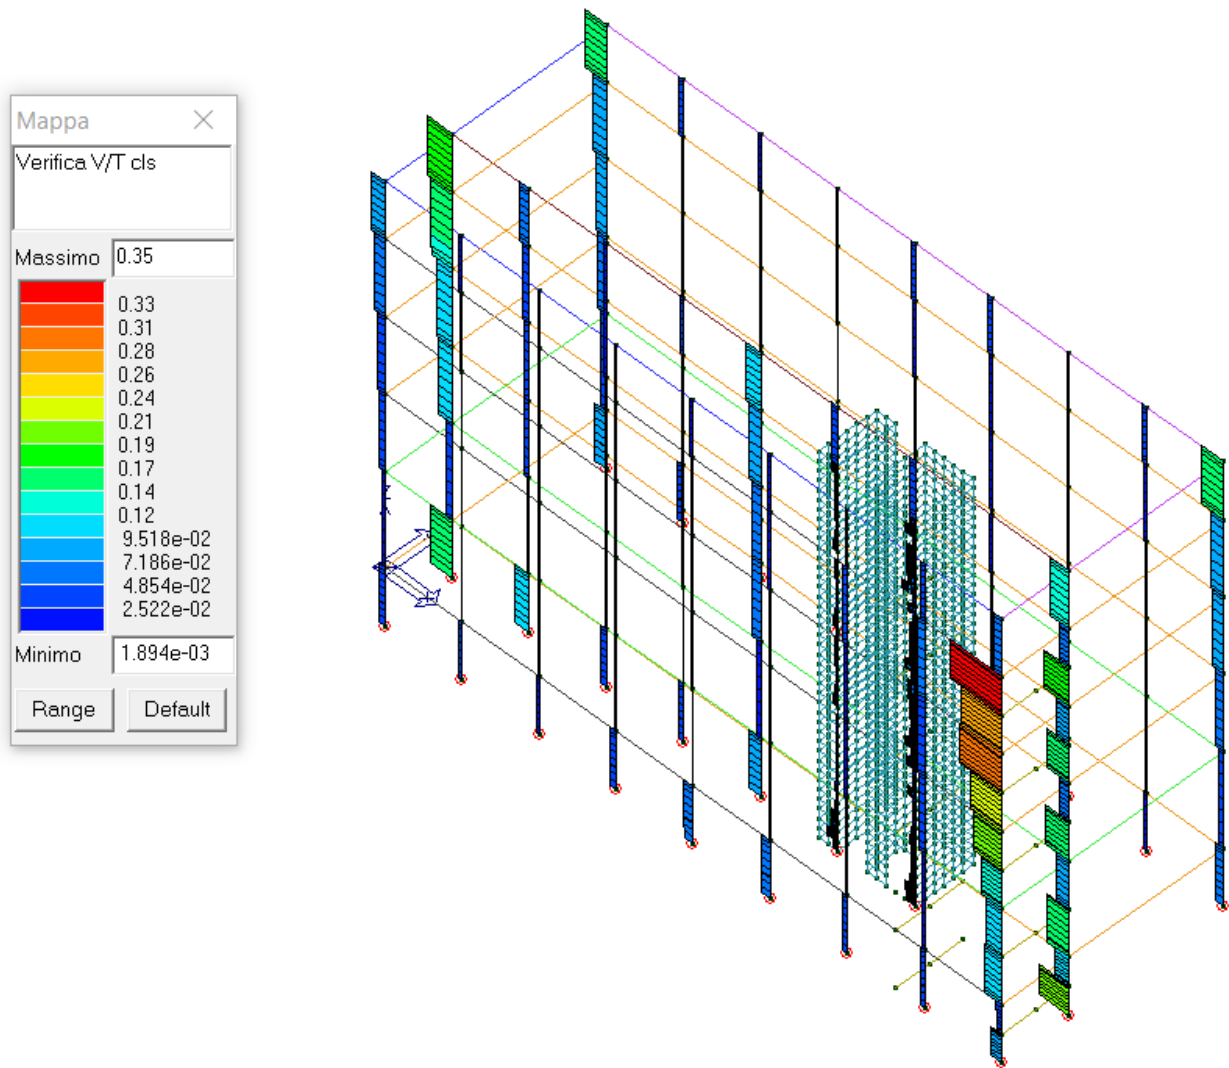 Mappa
Verifica V/T cls
Massimo 0.35
0.33
0.31
0.28
0.26
0.24
0.21
0.19
0.17
0.14
0.12
9.518e-02
7.186e-02
4.854e-02
2.522e-02
Minimo 1.894e-03
Range Default